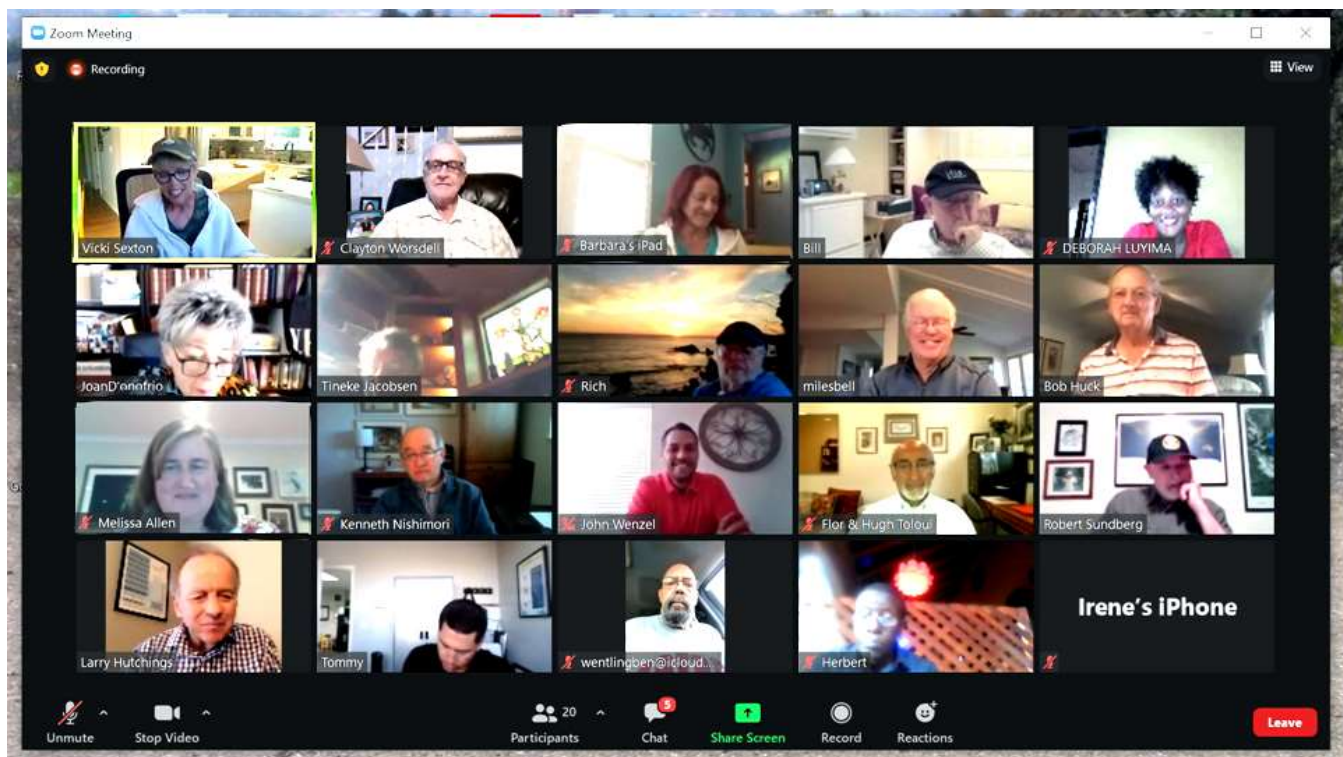 Zoom Meeting
Recording
View
Vicki Sexton
Clayton Worsdell
Barbara's iPad
Bill
DEBORAH LUYIMA
JoanD'onofrio
Tineke Jacobsen
Rich
milesbell
Bob Huck
Melissa Allen
Kenneth Nishimori
John Wenzel
Flor & Hugh Toloui
Robert Sundberg
Larry Hutchings
Tommy
wentlingben@icloud...
Herbert
Irene's iPhone
Unmute
Stop Video
20
Participants
5
Chat
Share Screen
Record
Reactions
Leave